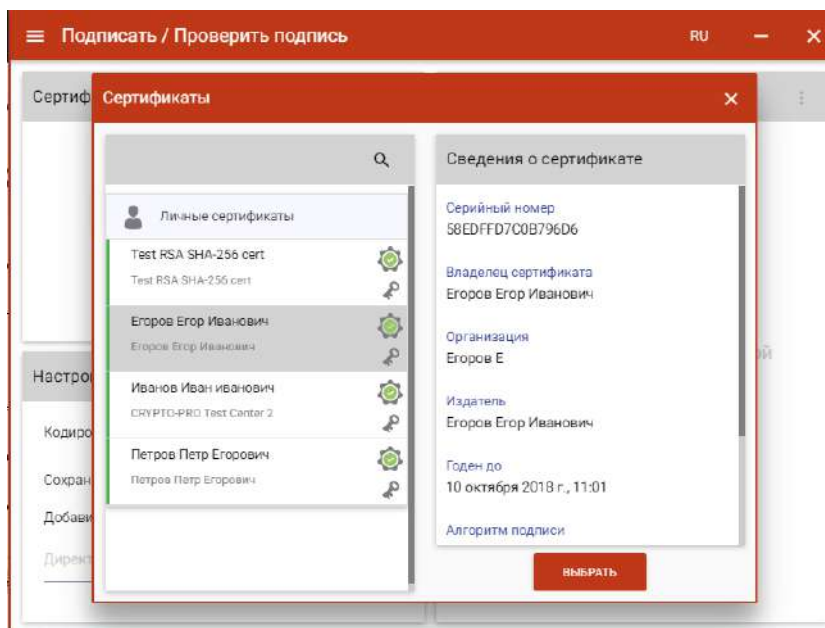 Подписать / Проверить подпись
RU
Сертиф
Сертификаты
Личные сертификаты
Test RSA SHA-256 cert
Test RSA SHA-256 cert
Егоров Егор Иванович
Егоров Егор Иванович
Иванов Иван иванович
CRYPTO-PRO Test Center 2
Петров Петр Егорович
Петров Петр Егорович
Сведения о сертификате
Серийный номер
58EDFFD7C0B796D6
Владелец сертификата
Егоров Егор Иванович
Организация
Егоров Е
Издатель
Егоров Егор Иванович
Годен до
10 октября 2018 г., 11:01
Алгоритм подписи
ВЫБРАТЬ
Настро
Кодиро
Сохран
Добави
Директ
ой